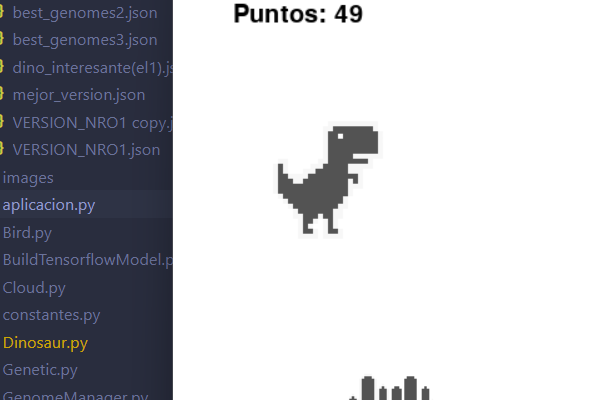 best_genomes2.json
best_genomes3.json
dino_interesante(el1).js
mejor_version.json
VERSION_NRO1 copy.j
VERSION_NRO1.json
images
aplicacion.py
Bird.py
BuildTensorflowModel.p
Cloud.py
constantes.py
Dinosaur.py
Genetic.py
GenomeManager.py
Puntos: 49